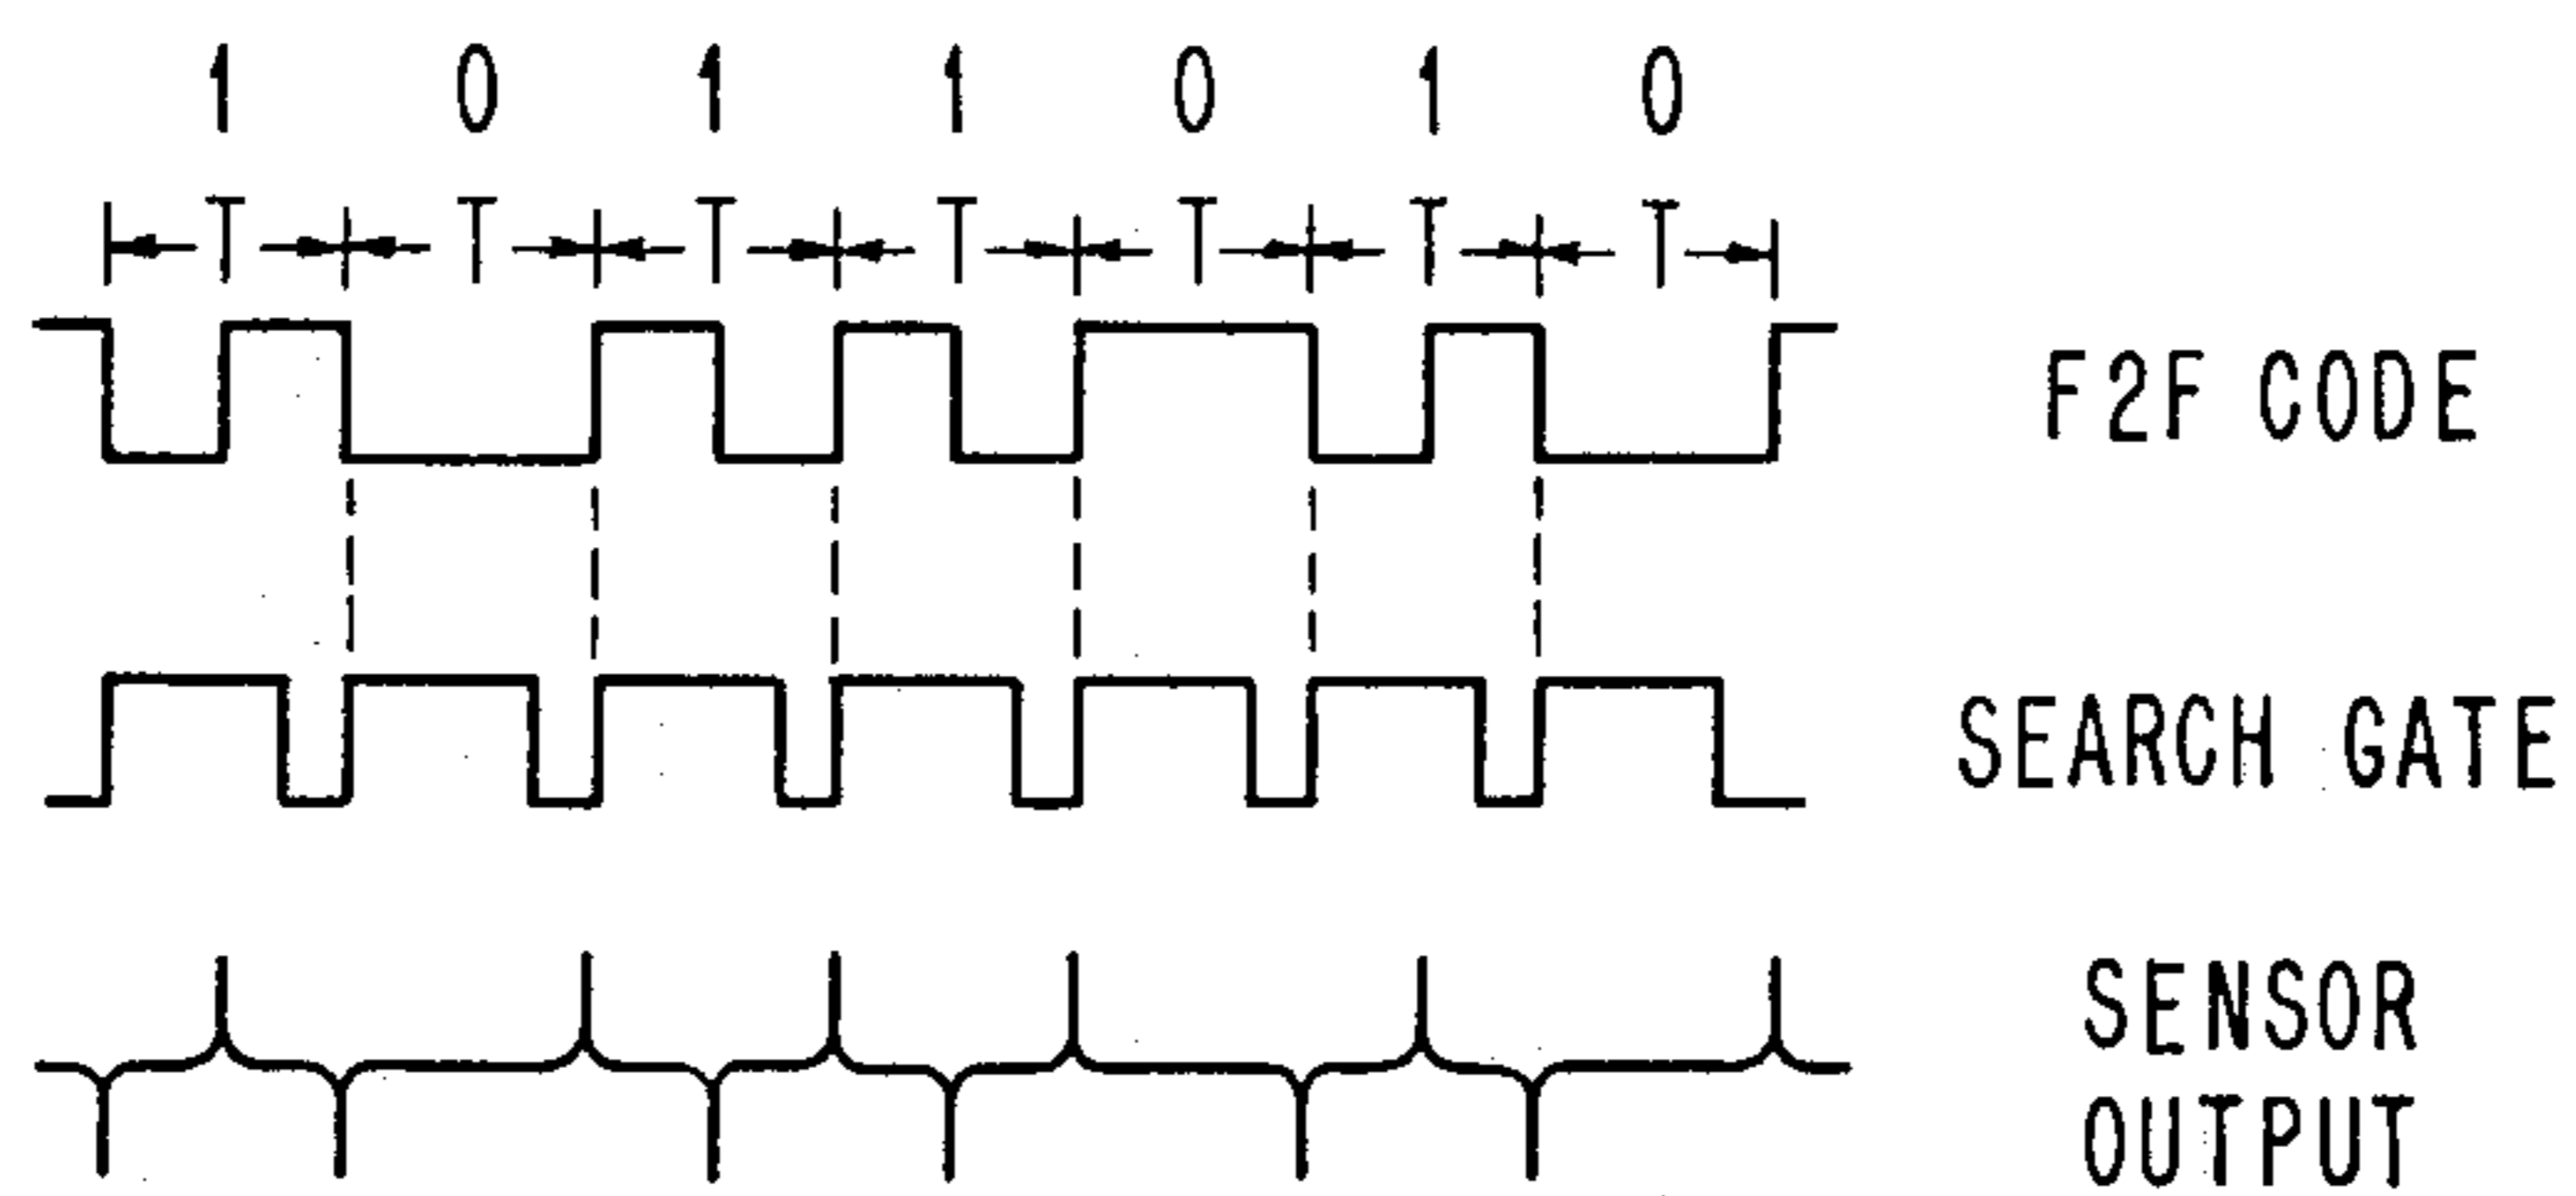 1 0 1 1 0 1 0
T T T T T T T
F2F CODE
SEARCH GATE
SENSOR
OUTPUT